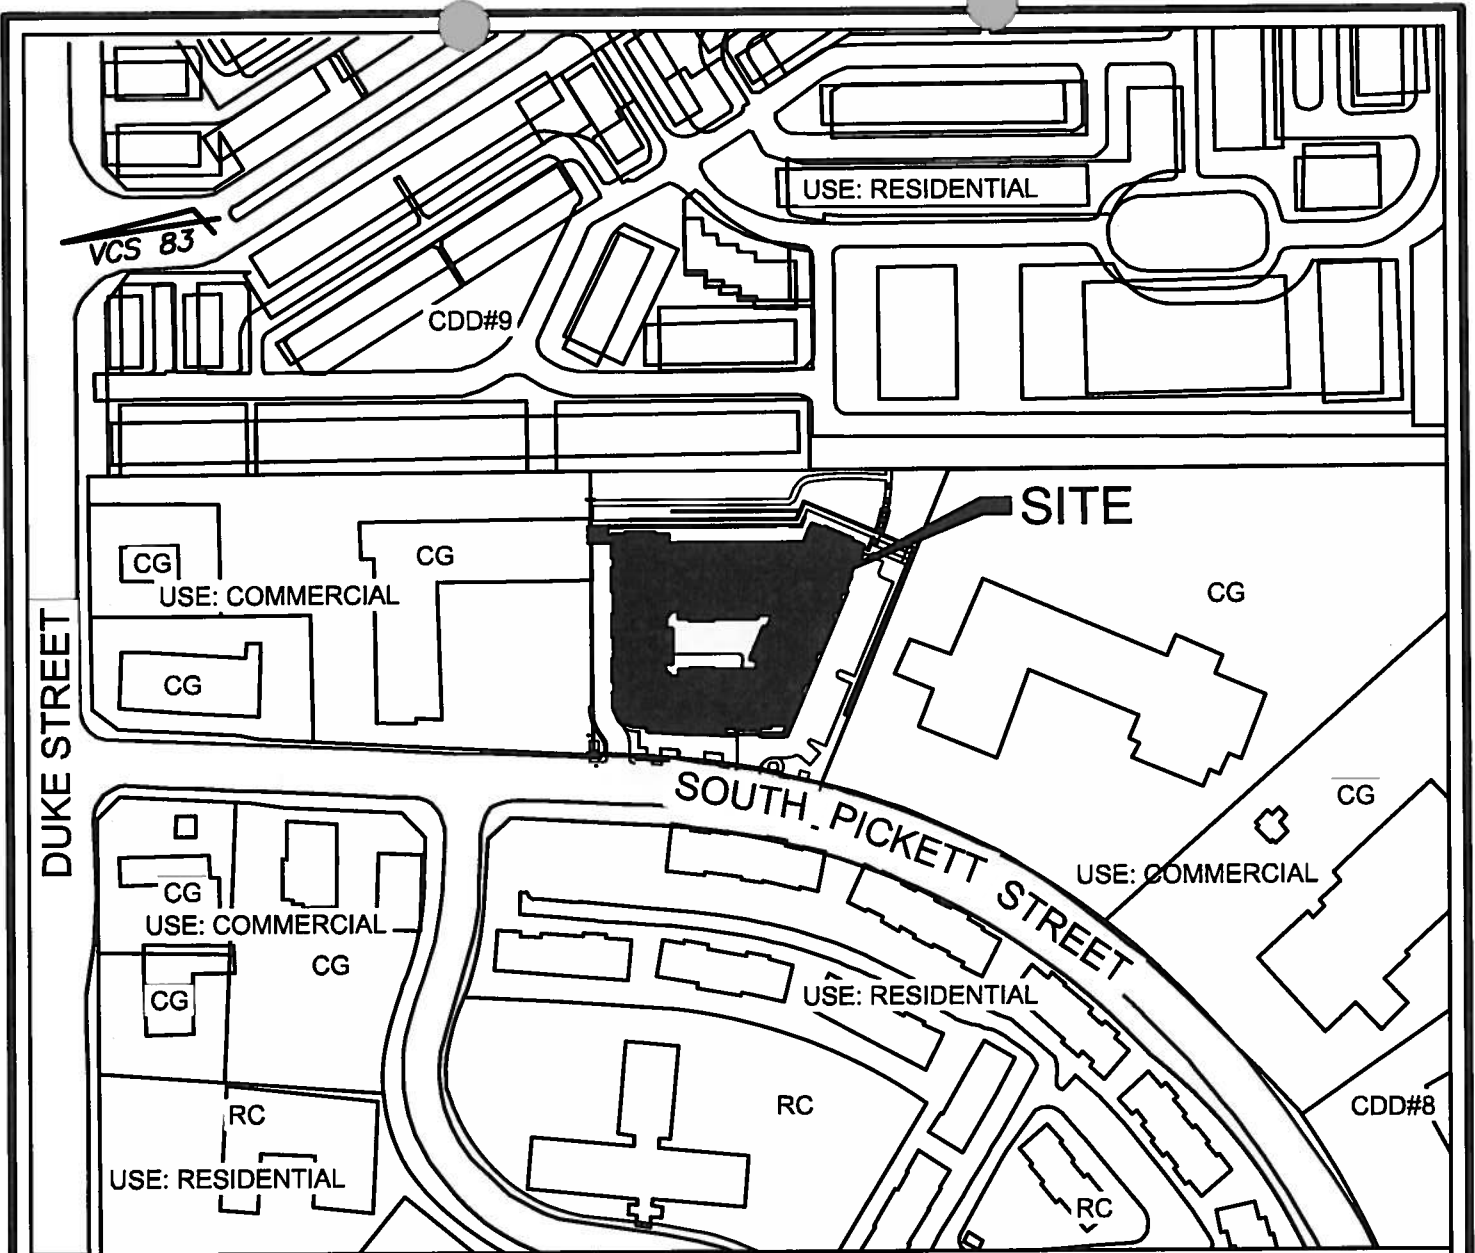 USE: RESIDENTIAL
VCS 83
CDD#9
SITE
CG
CG
USE: COMMERCIAL
CG
CG
DUKE STREET
SOUTH PICKETT STREET
CG
USE: COMMERCIAL
CG
USE: COMMERCIAL
CG
CG
USE: RESIDENTIAL
RC
CDD#8
RC
USE: RESIDENTIAL
RC